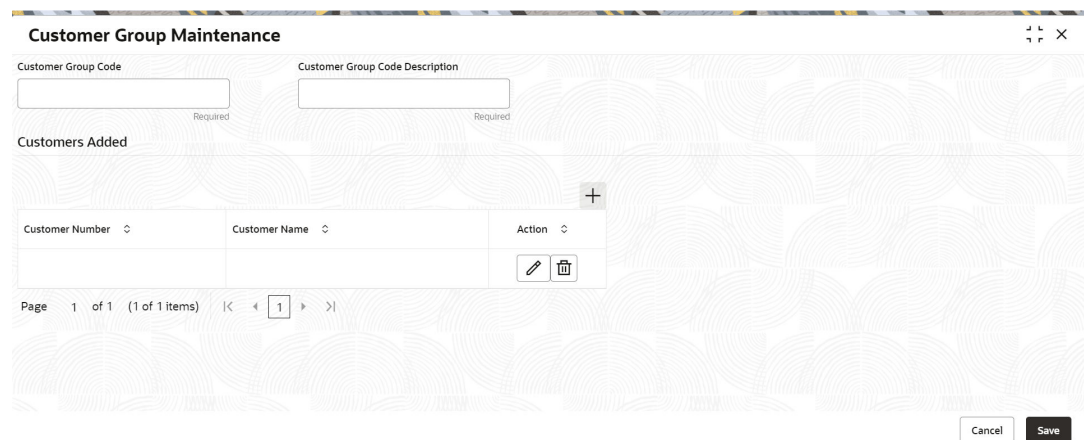 Customer Group Maintenance
Customer Group Code
Customer Group Code Description
Required
Required
Customers Added
Customer Number
Customer Name
Action
Page 1 of 1 (1 of 1 items) 1
Cancel
Save